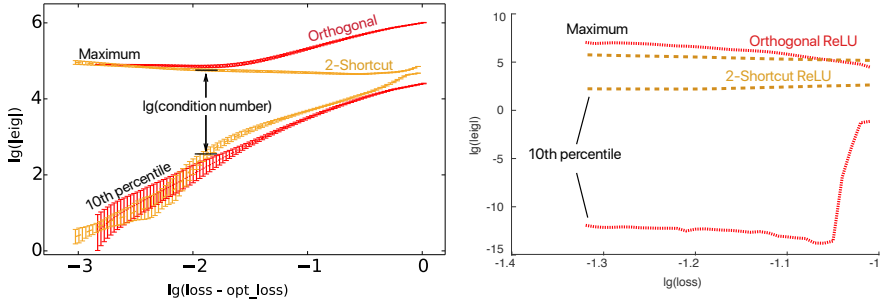 6
4
2
0
lg(|eig|)
Maximum
Orthogonal
2-Shortcut
lg(condition number)
10th percentile
−3
−2
−1
0
lg(loss - opt_loss)
15
10
5
0
-5
-10
-15
lg(|eig|)
Maximum
Orthogonal ReLU
2-Shortcut ReLU
10th percentile
-1.4
-1.3
-1.2
-1.1
-1
lg(loss)